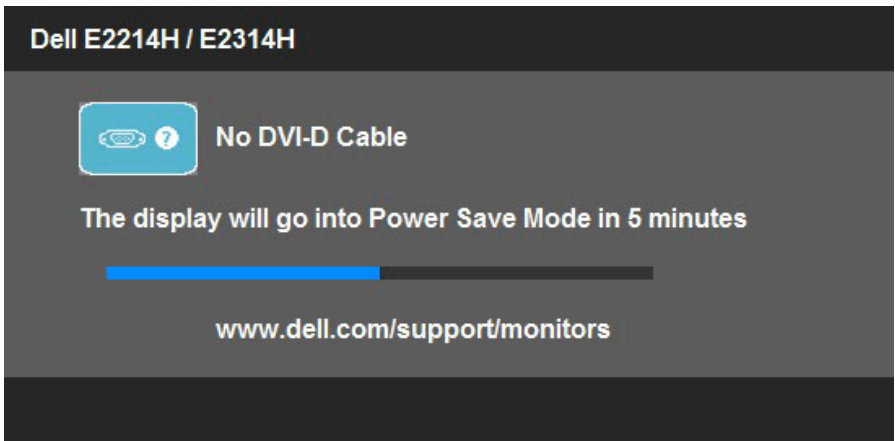 Dell E2214H / E2314H
No DVI-D Cable
The display will go into Power Save Mode in 5 minutes
www.dell.com/support/monitors